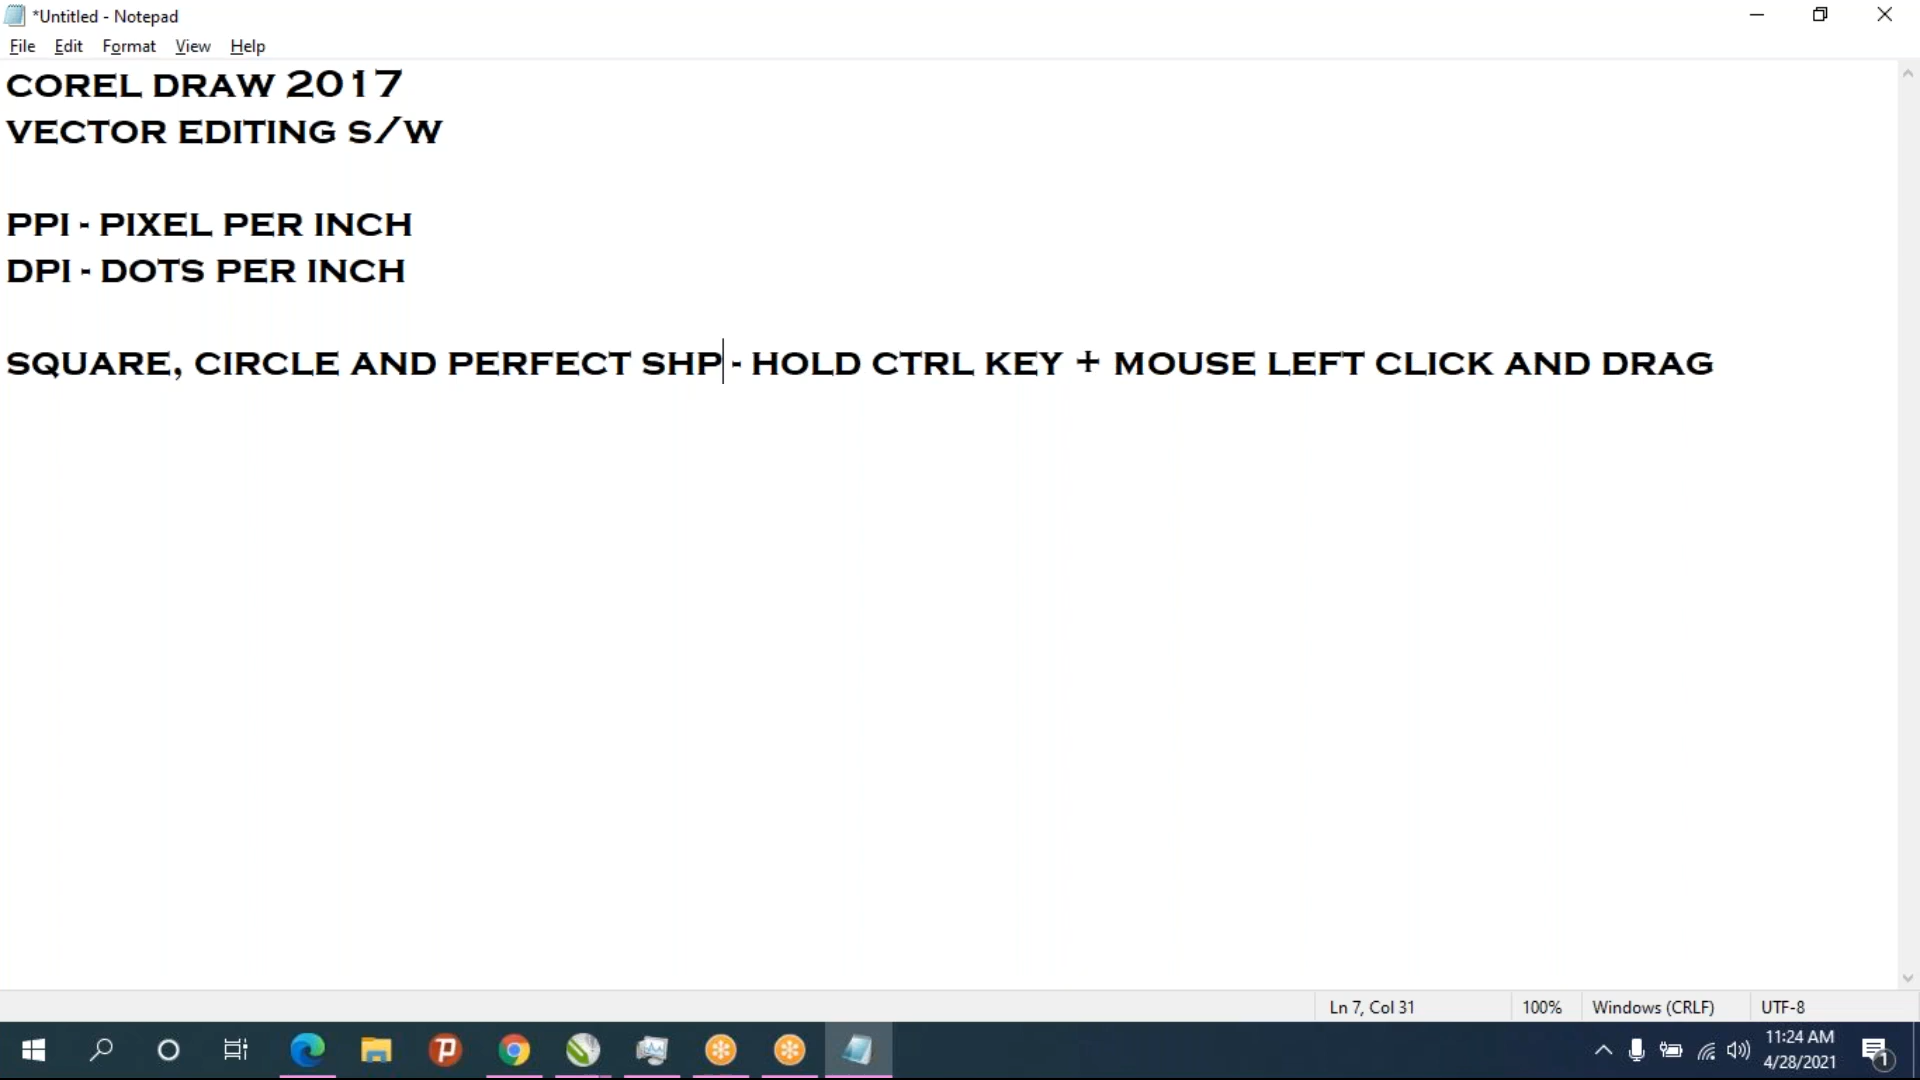 *Untitled - Notepad
File Edit Format View Help
COREL DRAW 2017
VECTOR EDITING S/W
PPI - PIXEL PER INCH
DPI - DOTS PER INCH
SQUARE, CIRCLE AND PERFECT SHP - HOLD CTRL KEY + MOUSE LEFT CLICK AND DRAG
Ln 7, Col 31 100% Windows (CRLF) UTF-8
11:24 AM
4/28/2021
1